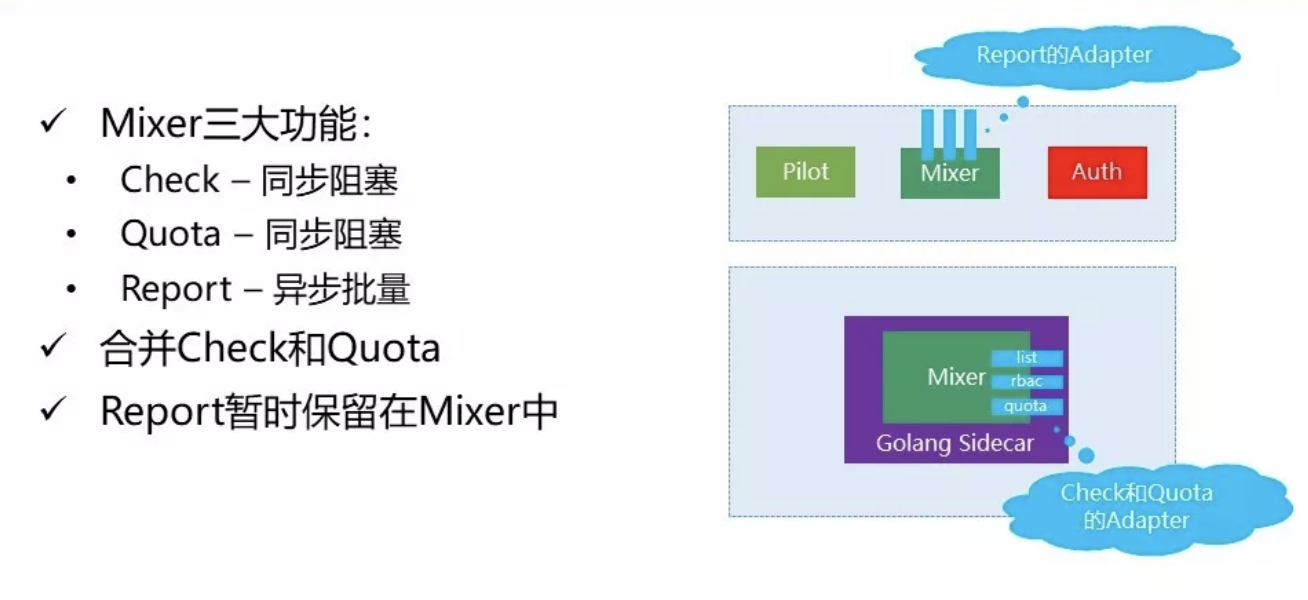 ✓ Mixer三大功能：
• Check – 同步阻塞
• Quota – 同步阻塞
• Report – 异步批量
✓ 合并Check和Quota
✓ Report暂时保留在Mixer中
Report的Adapter
Pilot
Mixer
Auth
Mixer
list
rbac
quota
Golang Sidecar
Check和Quota
的Adapter